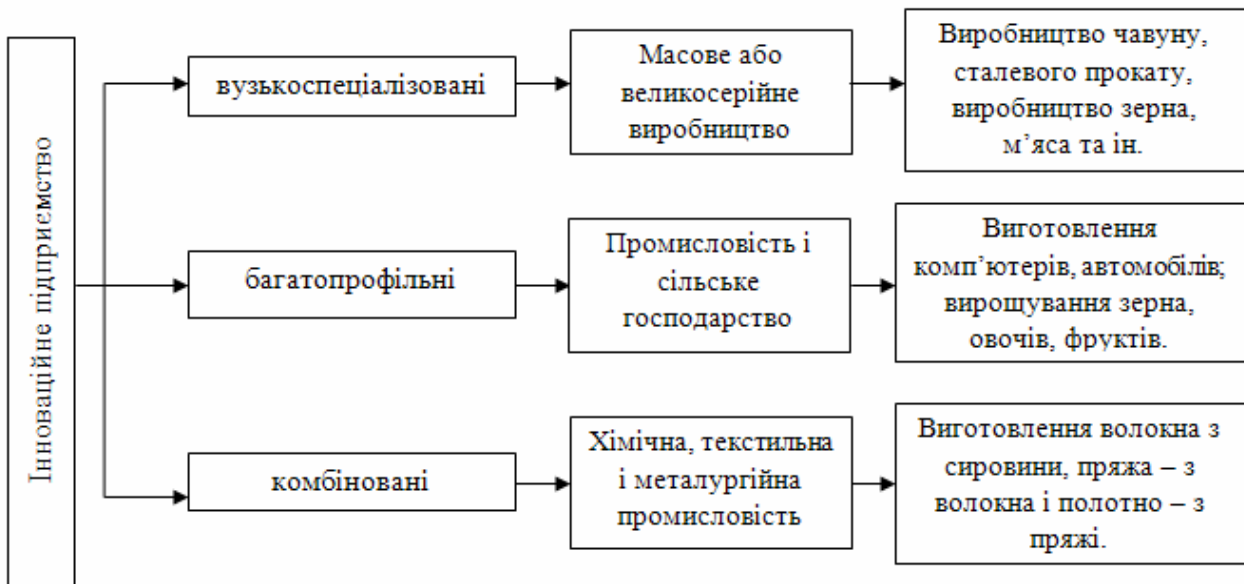 Інноваційне підприємство
вузькоспеціалізовані
Масове або
великосерійне
виробництво
Виробництво чавуну,
сталевого прокату,
виробництво зерна,
м’яса та ін.
багатопрофільні
Промисловість і
сільське
господарство
Виготовлення
комп’ютерів, автомобілів;
вирощування зерна,
овочів, фруктів.
комбіновані
Хімічна, текстильна
і металургійна
промисловість
Виготовлення волокна з
сировини, пряжа – з
волокна і полотно – з
пряжі.